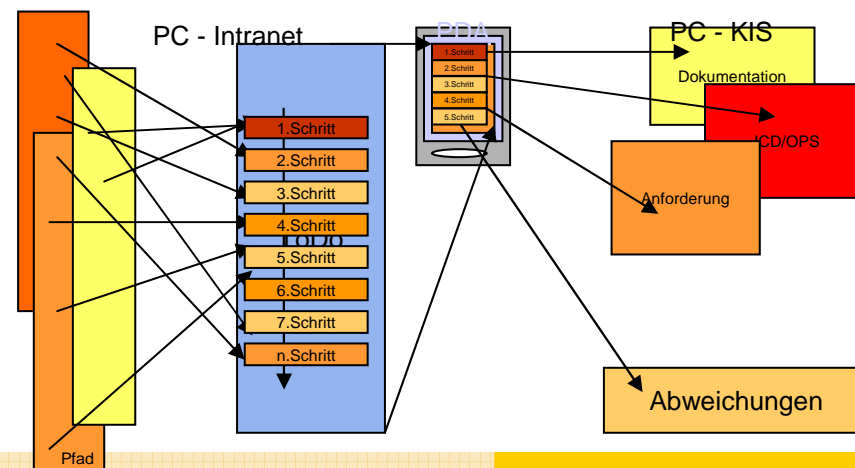 PC - Intranet
PDA
PC - KIS
1.Schritt
2.Schritt
3.Schritt
4.Schritt
5.Schritt
Dokumentation
ICD/OPS
Anforderung
1.Schritt
2.Schritt
3.Schritt
4.Schritt
ToDo
5.Schritt
6.Schritt
7.Schritt
n.Schritt
Abweichungen
Pfad